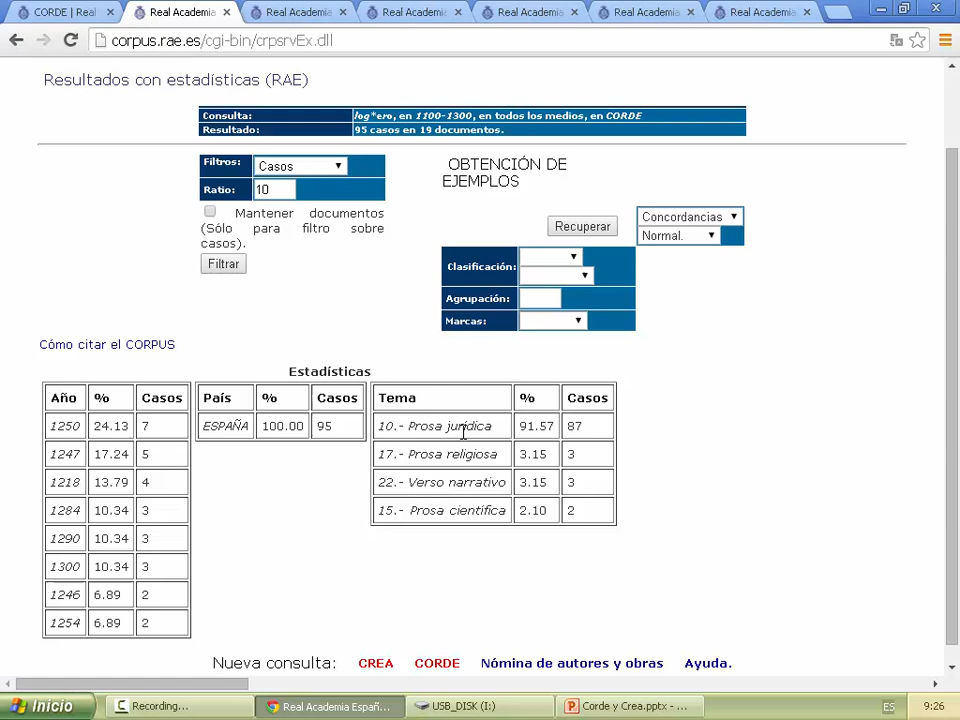 CORDE | Real
Real Academia
Real Academia
Real Academia
Real Academia
Real Academia
Real Academia
corpus.rae.es/cgi-bin/crpsrvEx.dll
Resultados con estadísticas (RAE)
Consulta: log*ero, en 1100-1300, en todos los medios, en CORDE
Resultado: 95 casos en 19 documentos.
Filtros: Casos
Ratio: 10
Mantener documentos
(Sólo para filtro sobre
casos).
Filtrar
OBTENCIÓN DE
EJEMPLOS
Recuperar
Concordancias
Normal.
Clasificación:
Agrupación:
Marcas:
Cómo citar el CORPUS
Estadísticas
Año % Casos País % Casos Tema % Casos
1250 24.13 7 ESPAÑA 100.00 95 10.- Prosa jurídica 91.57 87
1247 17.24 5 17.- Prosa religiosa 3.15 3
1218 13.79 4 22.- Verso narrativo 3.15 3
1284 10.34 3 15.- Prosa científica 2.10 2
1290 10.34 3
1300 10.34 3
1246 6.89 2
1254 6.89 2
Nueva consulta: CREA CORDE Nómina de autores y obras Ayuda.
Inicio
Recording...
Real Academia Españ...
USB_DISK (I:)
Corde y Crea.pptx - ...
ES
9:26